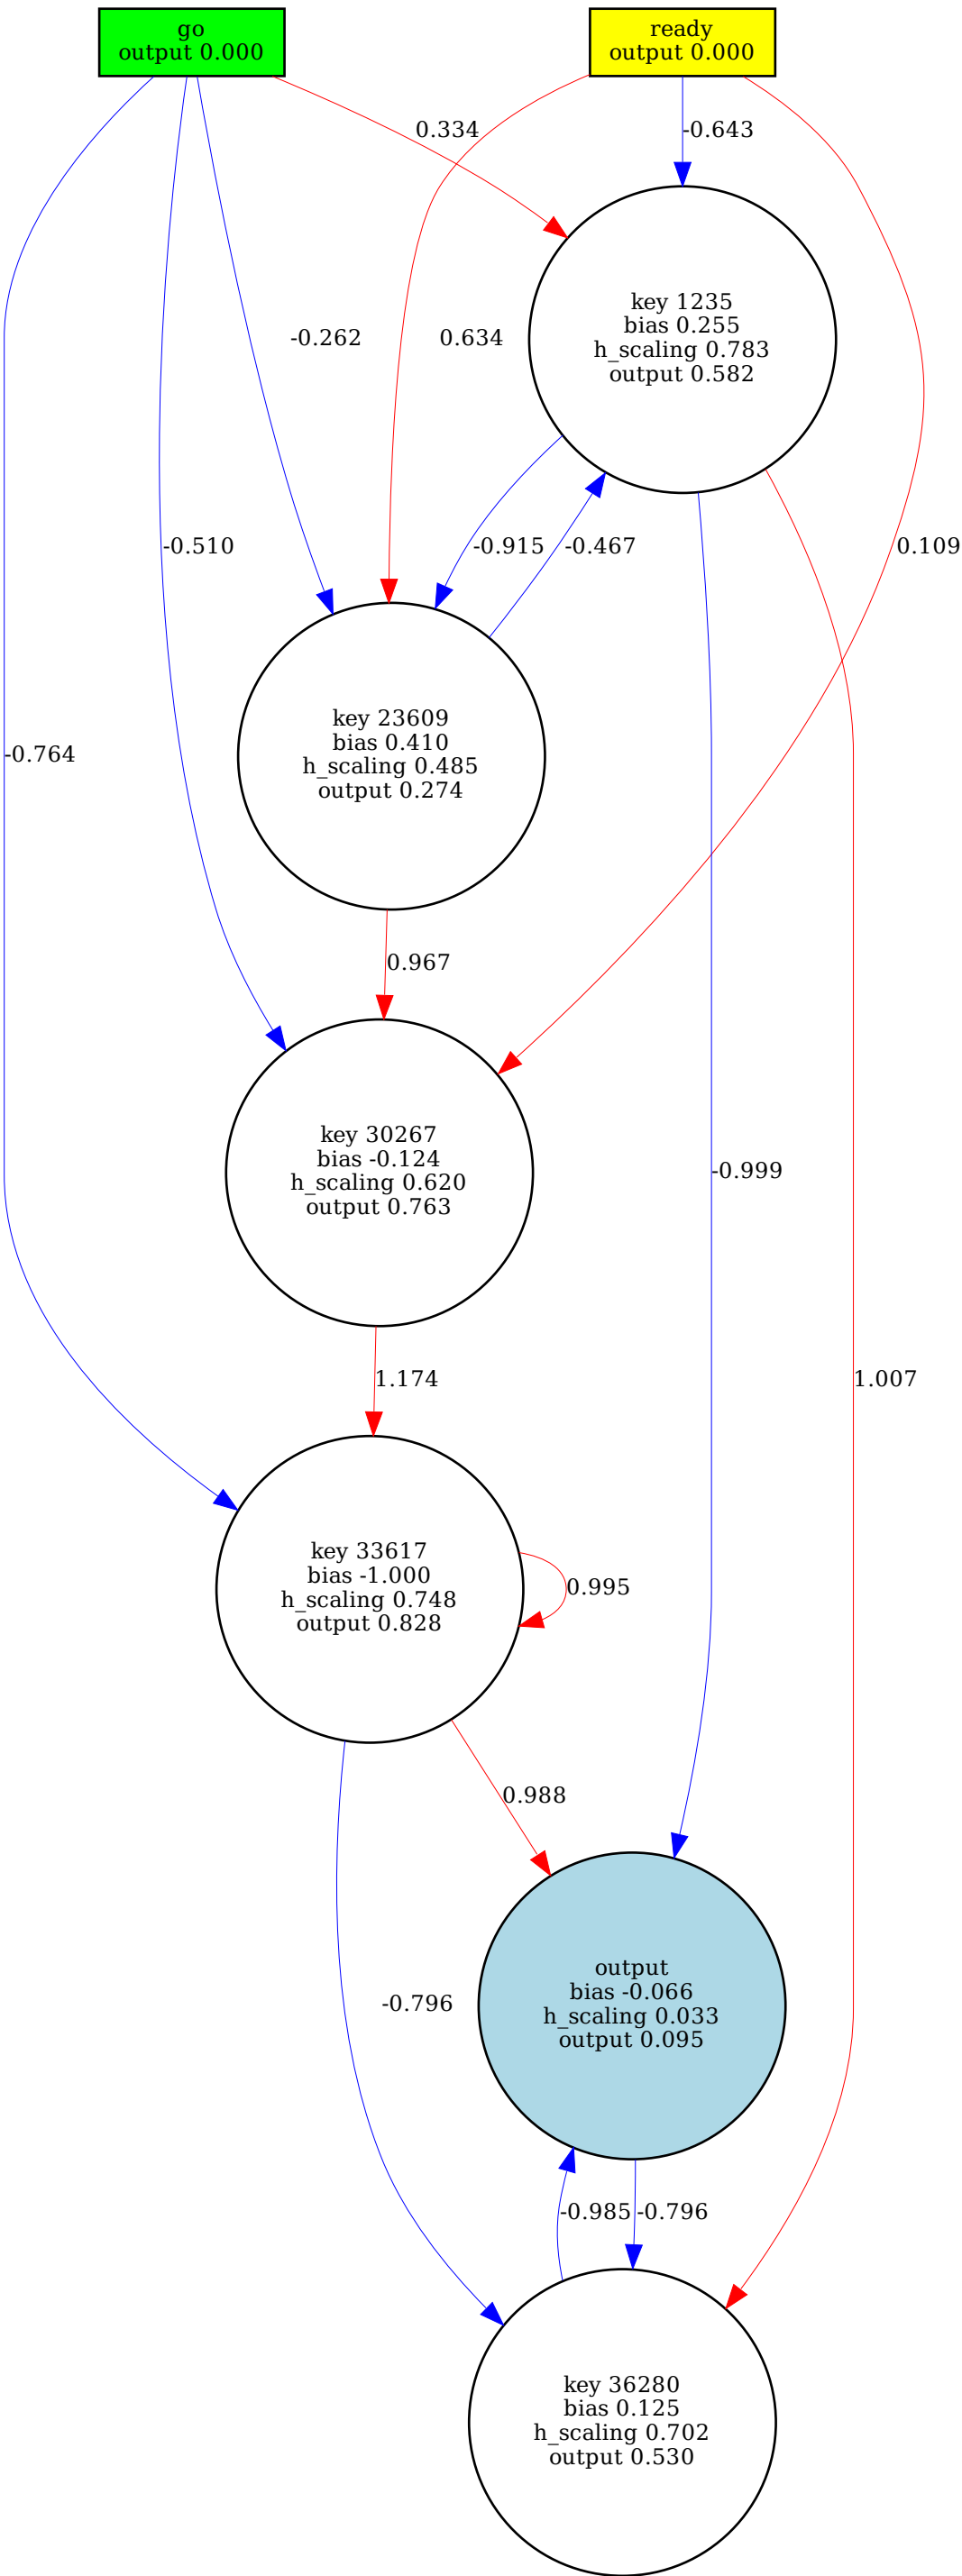 go
output 0.000
ready
output 0.000
0.334
-0.643
key 1235
bias 0.255
h_scaling 0.783
output 0.582
-0.262
0.634
-0.510
-0.915
-0.467
0.109
key 23609
bias 0.410
h_scaling 0.485
output 0.274
-0.764
0.967
key 30267
bias -0.124
h_scaling 0.620
output 0.763
-0.999
1.174
1.007
key 33617
bias -1.000
h_scaling 0.748
output 0.828
0.995
0.988
output
bias -0.066
h_scaling 0.033
output 0.095
-0.796
-0.985
-0.796
key 36280
bias 0.125
h_scaling 0.702
output 0.530